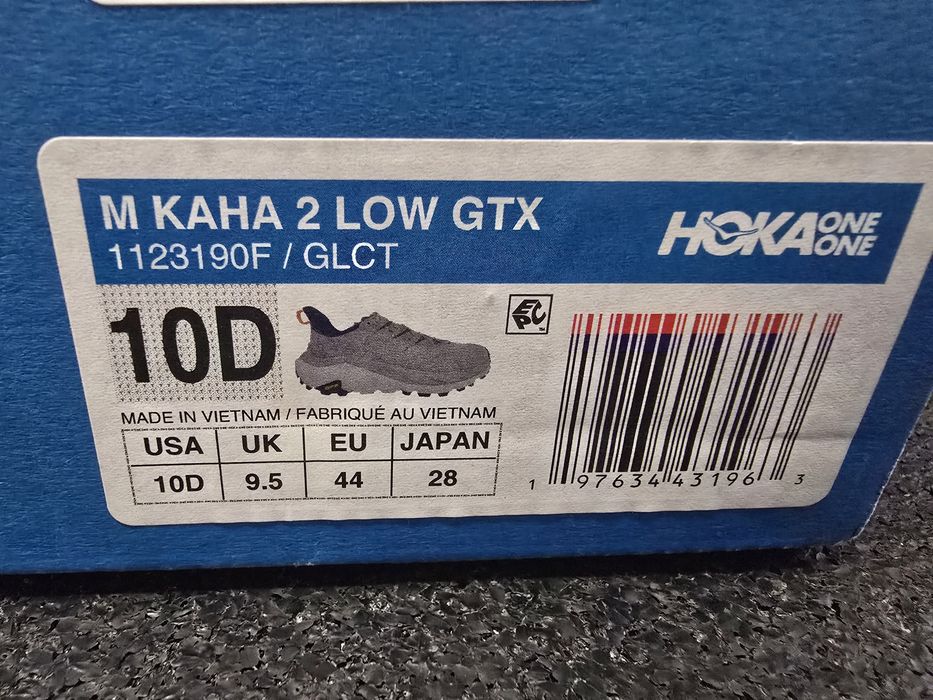 M KAHA 2 LOW GTX
1123190F / GLCT
HOKA ONE ONE
10D
EPC
MADE IN VIETNAM / FABRIQUÉ AU VIETNAM
USA UK EU JAPAN
10D 9.5 44 28
1 97634 43196 3